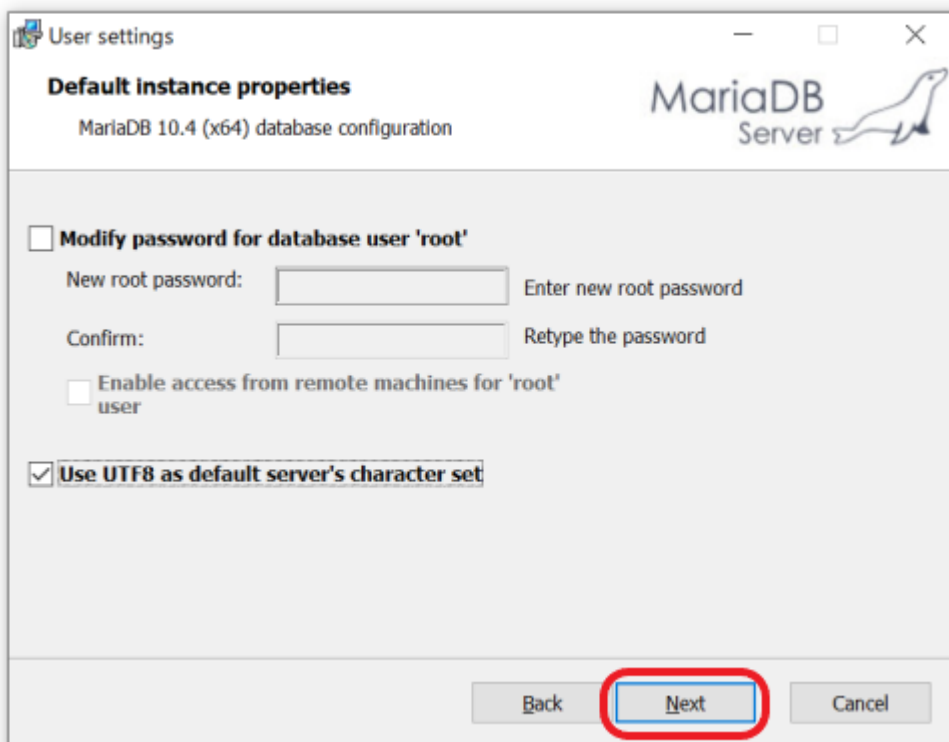 User settings
Default instance properties
MariaDB 10.4 (x64) database configuration
MariaDB
Server
Modify password for database user 'root'
New root password:
Enter new root password
Confirm:
Retype the password
Enable access from remote machines for 'root'
user
Use UTF8 as default server's character set
Back
Next
Cancel